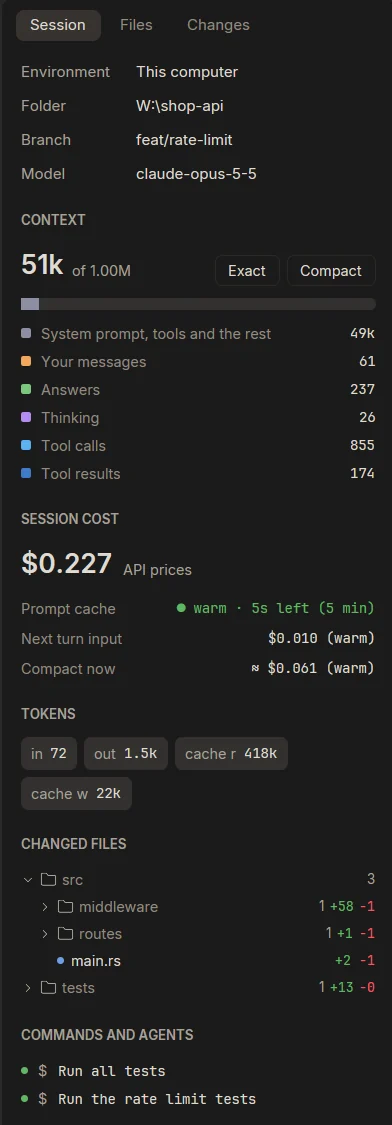 Session Files Changes
Environment This computer
Folder W:\shop-api
Branch feat/rate-limit
Model claude-opus-5-5
CONTEXT
51k of 1.00M Exact Compact
System prompt, tools and the rest 49k
Your messages 61
Answers 237
Thinking 26
Tool calls 855
Tool results 174
SESSION COST
$0.227 API prices
Prompt cache warm · 5s left (5 min)
Next turn input $0.010 (warm)
Compact now ≈ $0.061 (warm)
TOKENS
in 72 out 1.5k cache r 418k
cache w 22k
CHANGED FILES
src 3
middleware 1 +58 -1
routes 1 +1 -1
main.rs +2 -1
tests 1 +13 -0
COMMANDS AND AGENTS
$ Run all tests
$ Run the rate limit tests